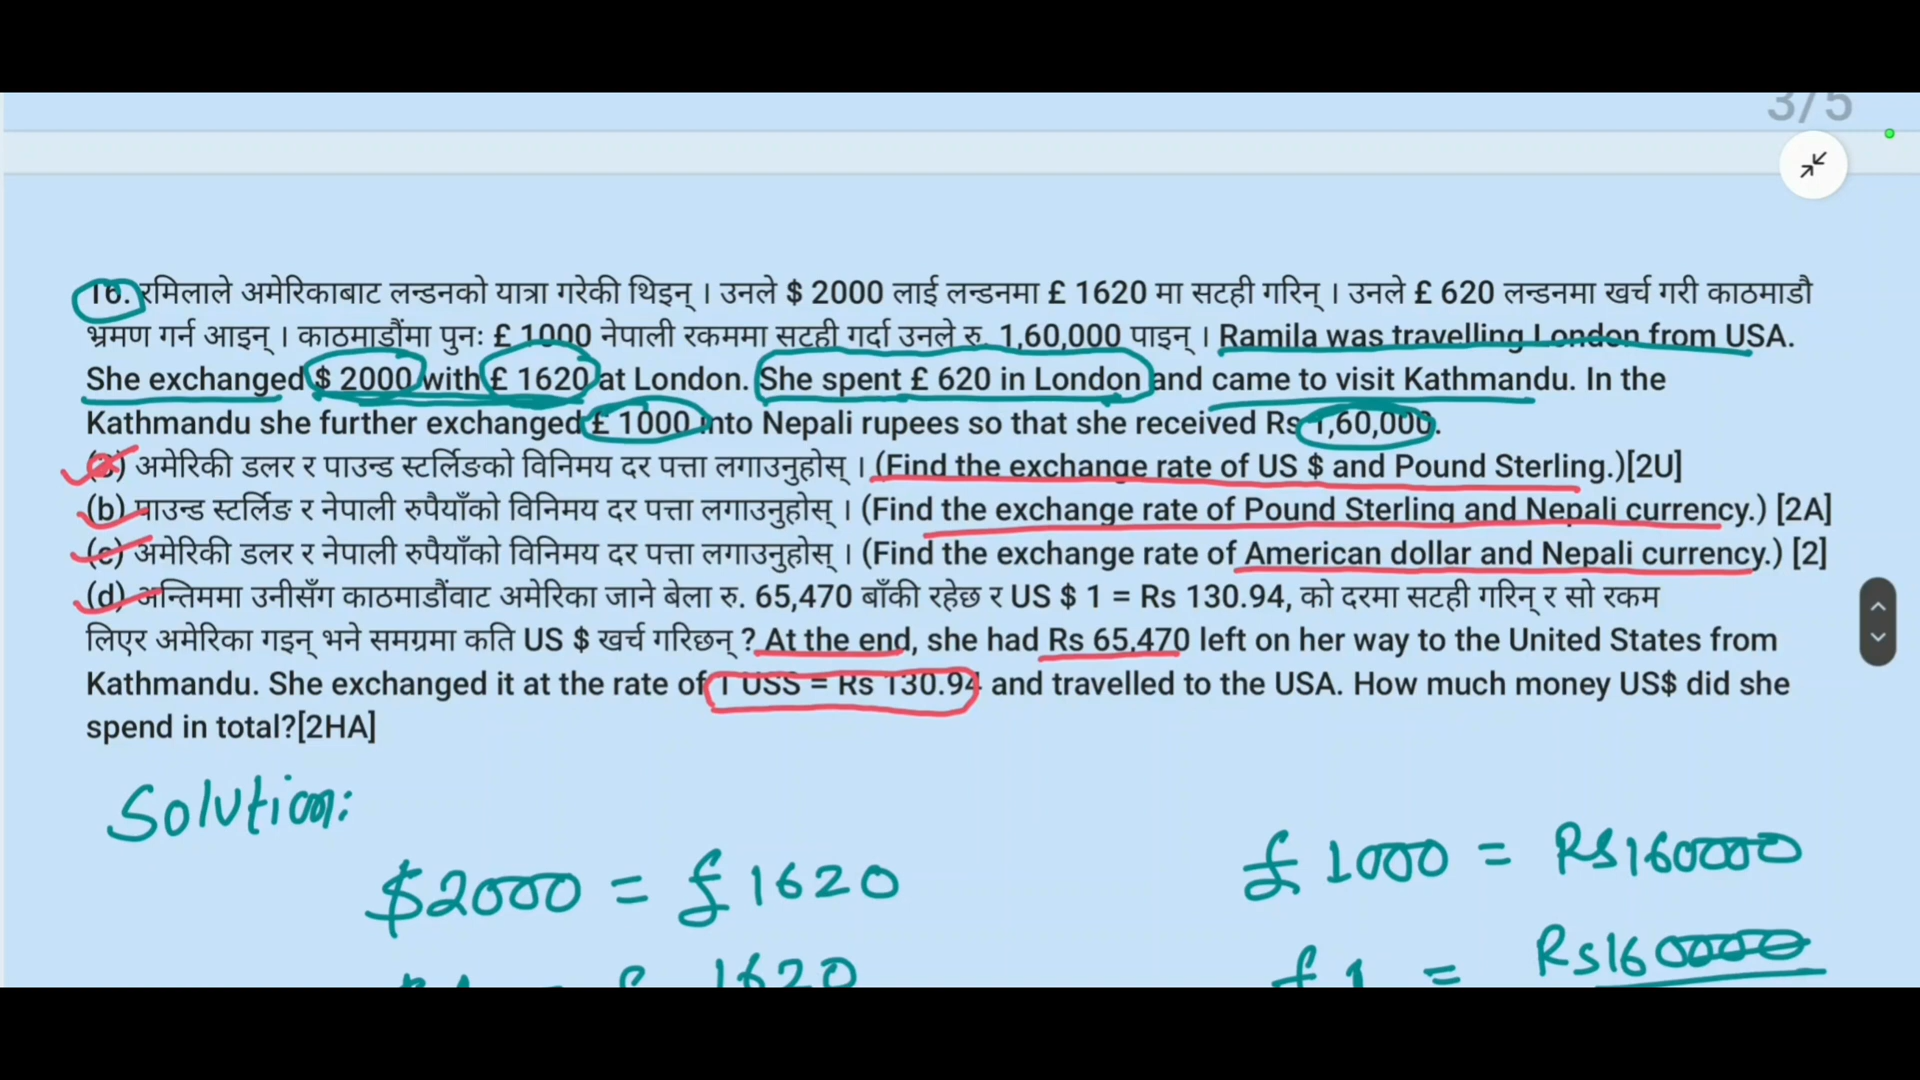 3/5
16. रमिलाले अमेरिकाबाट लन्डनको यात्रा गरेकी थिइन् । उनले $ 2000 लाई लन्डनमा £ 1620 मा सटही गरिन् । उनले £ 620 लन्डनमा खर्च गरी काठमाडौ
भ्रमण गर्न आइन् । काठमाडौंमा पुनः £ 1000 नेपाली रकममा सटही गर्दा उनले रु. 1,60,000 पाइन् । Ramila was travelling London from USA.
She exchanged $ 2000 with £ 1620 at London. She spent £ 620 in London and came to visit Kathmandu. In the
Kathmandu she further exchanged £ 1000 into Nepali rupees so that she received Rs 1,60,000.
(a) अमेरिकी डलर र पाउन्ड स्टर्लिङको विनिमय दर पत्ता लगाउनुहोस् । (Find the exchange rate of US $ and Pound Sterling.)[2U]
(b) पाउन्ड स्टर्लिङ र नेपाली रुपैयाँको विनिमय दर पत्ता लगाउनुहोस् । (Find the exchange rate of Pound Sterling and Nepali currency.) [2A]
(c) अमेरिकी डलर र नेपाली रुपैयाँको विनिमय दर पत्ता लगाउनुहोस् । (Find the exchange rate of American dollar and Nepali currency.) [2]
(d) अन्तिममा उनीसँग काठमाडौंवाट अमेरिका जाने बेला रु. 65,470 बाँकी रहेछ र US $ 1 = Rs 130.94, को दरमा सटही गरिन् र सो रकम
लिएर अमेरिका गइन् भने समग्रमा कति US $ खर्च गरिछन् ? At the end, she had Rs 65,470 left on her way to the United States from
Kathmandu. She exchanged it at the rate of 1 US$ = Rs 130.94 and travelled to the USA. How much money US$ did she
spend in total?[2HA]
Solution:
$2000 = £ 1620
£ 1000 = Rs160000
£ 1620
£ 1 = Rs160000